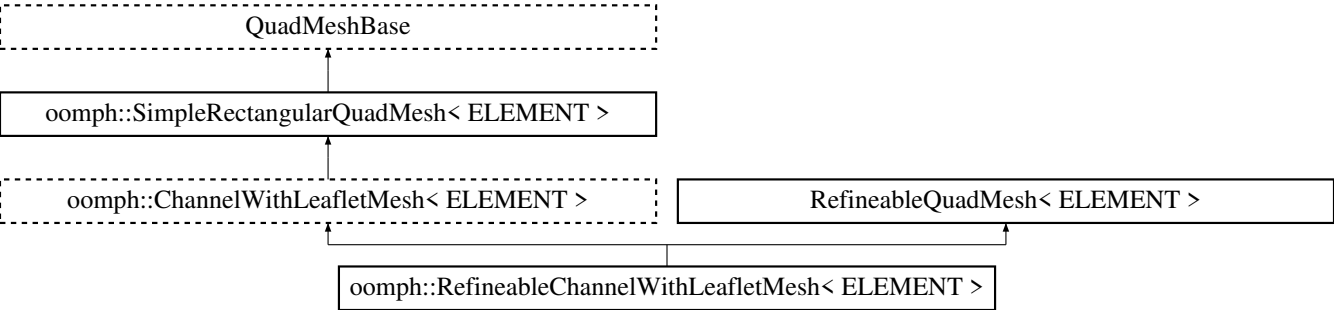 QuadMeshBase
oomph::SimpleRectangularQuadMesh< ELEMENT >
oomph::ChannelWithLeafletMesh< ELEMENT >
RefineableQuadMesh< ELEMENT >
oomph::RefineableChannelWithLeafletMesh< ELEMENT >